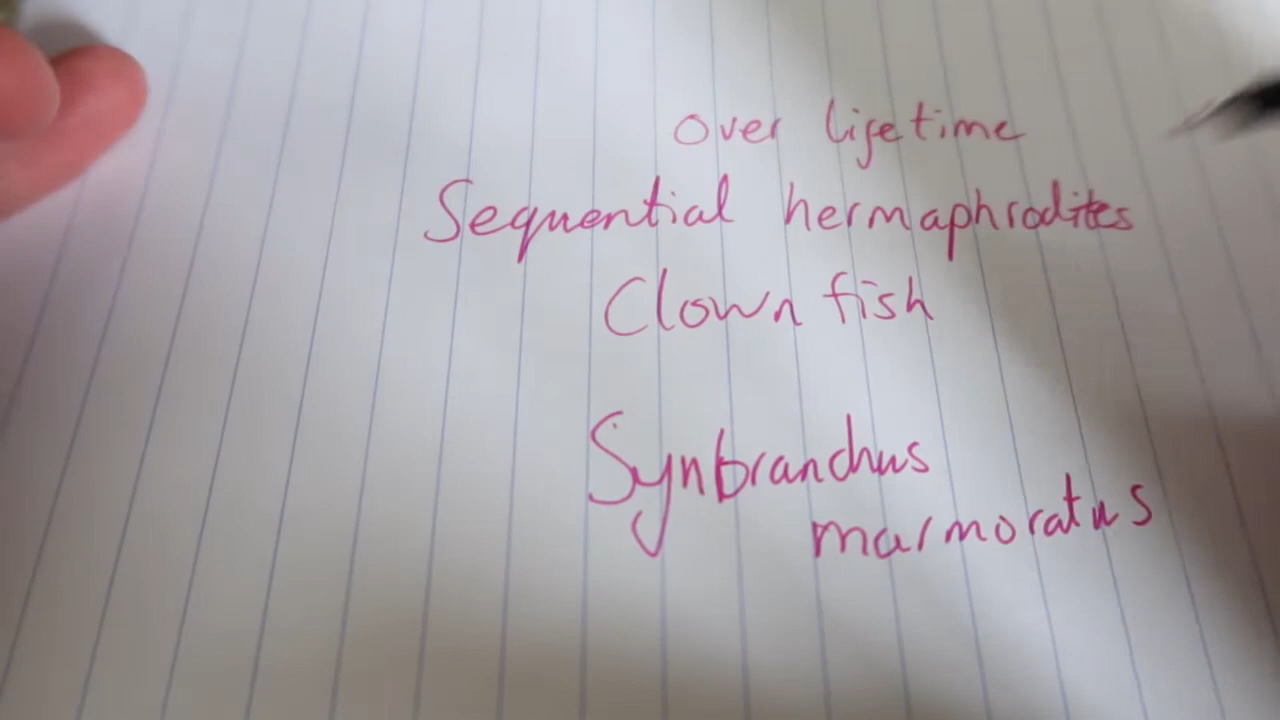 over lifetime
Sequential hermaphrodites
Clown fish
Synbranchus
marmoratus